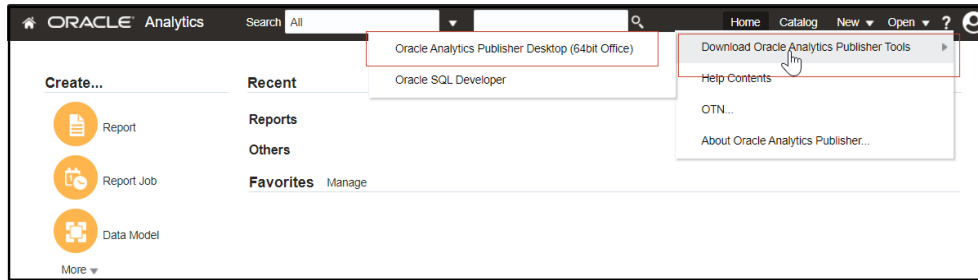 ORACLE Analytics Search All Home Catalog New Open ?
Oracle Analytics Publisher Desktop (64bit Office)
Oracle SQL Developer
Download Oracle Analytics Publisher Tools
Help Contents
OTN...
About Oracle Analytics Publisher...
Create...
Report
Report Job
Data Model
More
Recent
Reports
Others
Favorites Manage